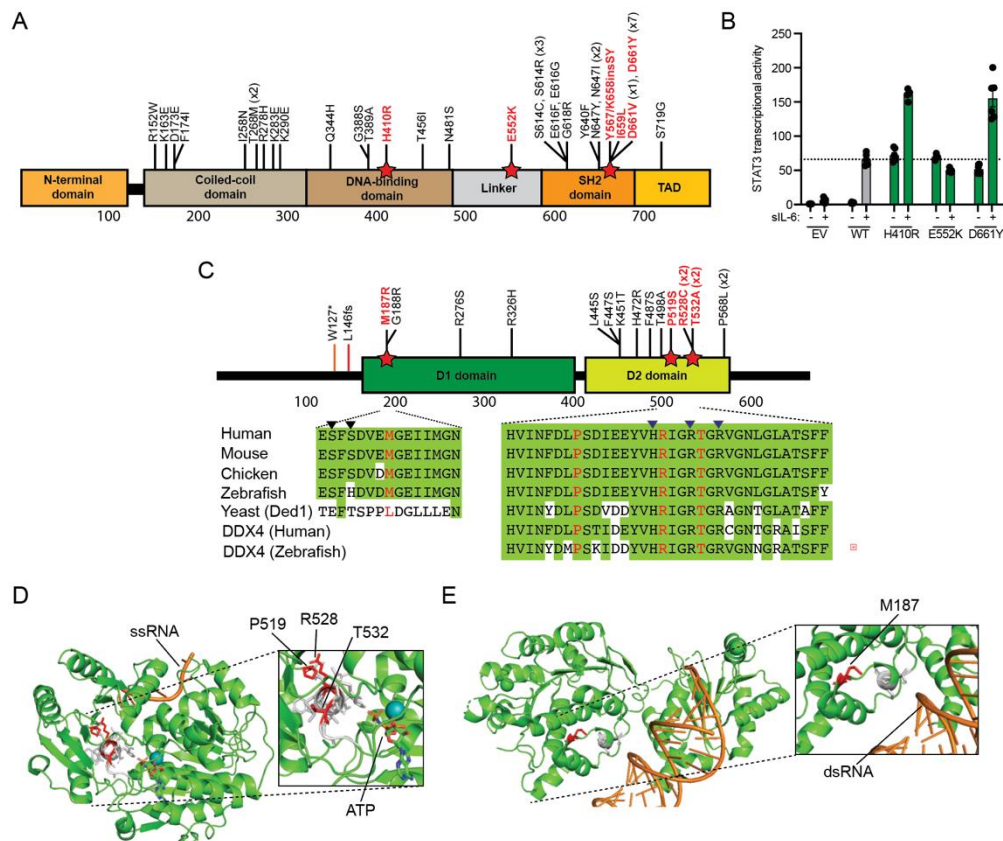 A
R152W
K163E
D173E
F174I
I258N
T268M (x2)
R278H
K283E
K290E
Q344H
G388S
T389A
H410R
T456I
N481S
E552K
S614C, S614R (x3)
E616F, E616G
G618R
Y640F
N647Y, N647I (x2)
Y567/K658insSY
I659L
D661V (x1), D661Y (x7)
S719G
N-terminal domain
Coiled-coil domain
DNA-binding domain
Linker
SH2 domain
TAD
100 200 300 400 500 600 700
B
STAT3 transcriptional activity
250
200
150
100
50
0
sIL-6: - + - + - + - + - +
EV WT H410R E552K D661Y
C
W127*
L146fs
M187R
G188R
R276S
R326H
L445S
F447S
K451T
H472R
F487S
T498A
P519S
R528C (x2)
T532A (x2)
P568L (x2)
D1 domain
D2 domain
100 200 300 400 500 600
Human ESFSDVEMGEIIMGN HVINFDLPSDIEEYVHRIGRTGRVGNLGLATSFF
Mouse ESFSDVEMGEIIMGN HVINFDLPSDIEEYVHRIGRTGRVGNLGLATSFF
Chicken ESFSDVDMGEIIMGN HVINFDLPSDIEEYVHRIGRTGRVGNLGLATSFF
Zebrafish ESFHDVDMGEIIMGN HVINFDLPSDIEEYVHRIGRTGRVGNLGLATSFY
Yeast (Ded1) TEFTSPPLDGLLLEN HVINYDLPSDVDDYVHRIGRTGRAGNTGLATAFF
DDX4 (Human) HVINFDLPSTIDEYVHRIGRTGRCGNTGRAISFF
DDX4 (Zebrafish) HVINYDMPSKIDDYVHRIGRTGRVGNNGRATSFF
D
ssRNA
P519
R528
T532
ATP
E
M187
dsRNA